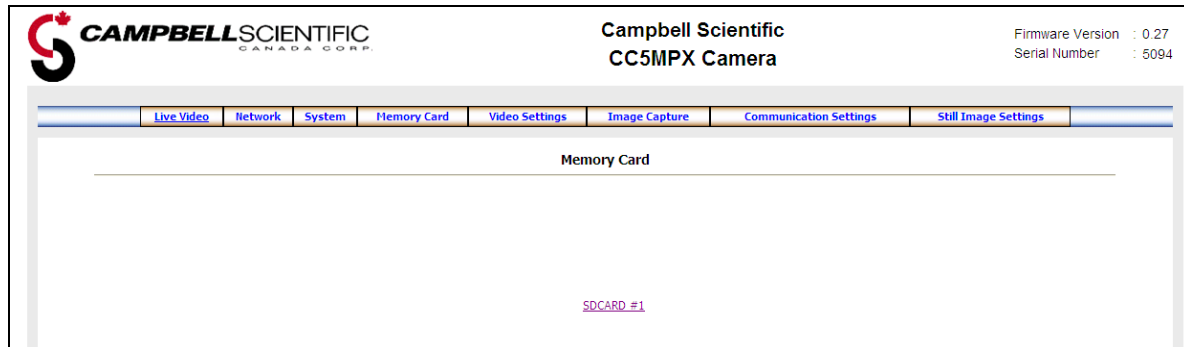 CAMPBELLSCIENTIFIC
CANADA CORP.
Campbell Scientific
CC5MPX Camera
Firmware Version : 0.27
Serial Number : 5094
Live Video Network System Memory Card Video Settings Image Capture Communication Settings Still Image Settings
Memory Card
SDCARD #1